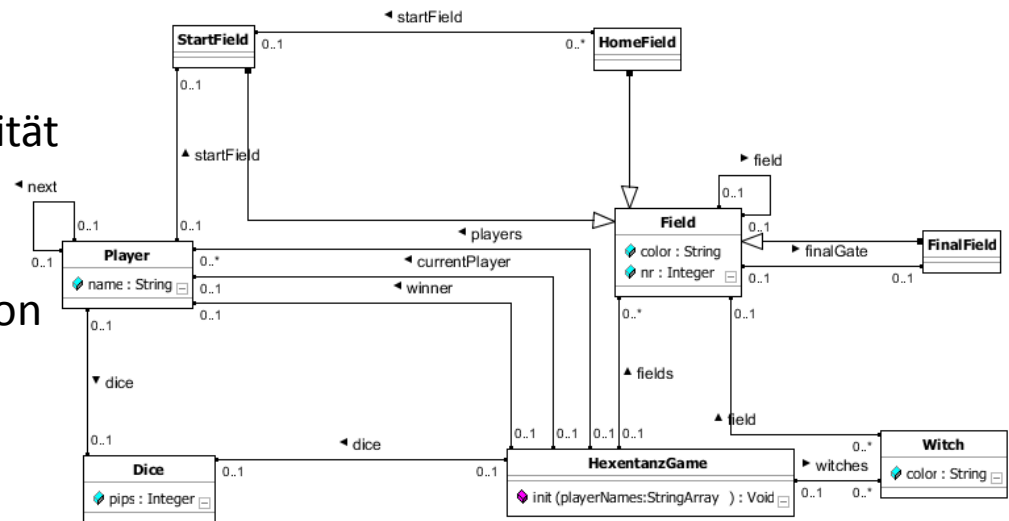 ◄ startField
StartField
0..1
0..*
HomeField
0..1
ität
▲ startField
► field
◄ next
0..1
0..1
0..1
Field
0..1
◄ players
Player
0..*
◄ currentPlayer
color : String
► finalGate
FinalField
0..1
name : String
0..1
◄ winner
nr : Integer
0..1
0..1
on
0..1
0..1
0..*
0..1
▼ dice
▲ fields
▲ field
0..1
◄ dice
0..1
0..1
0..1
0..1
0..*
Witch
Dice
0..1
0..1
HexentanzGame
► witches
color : String
pips : Integer
init (playerNames:StringArray ) : Void
0..1
0..*